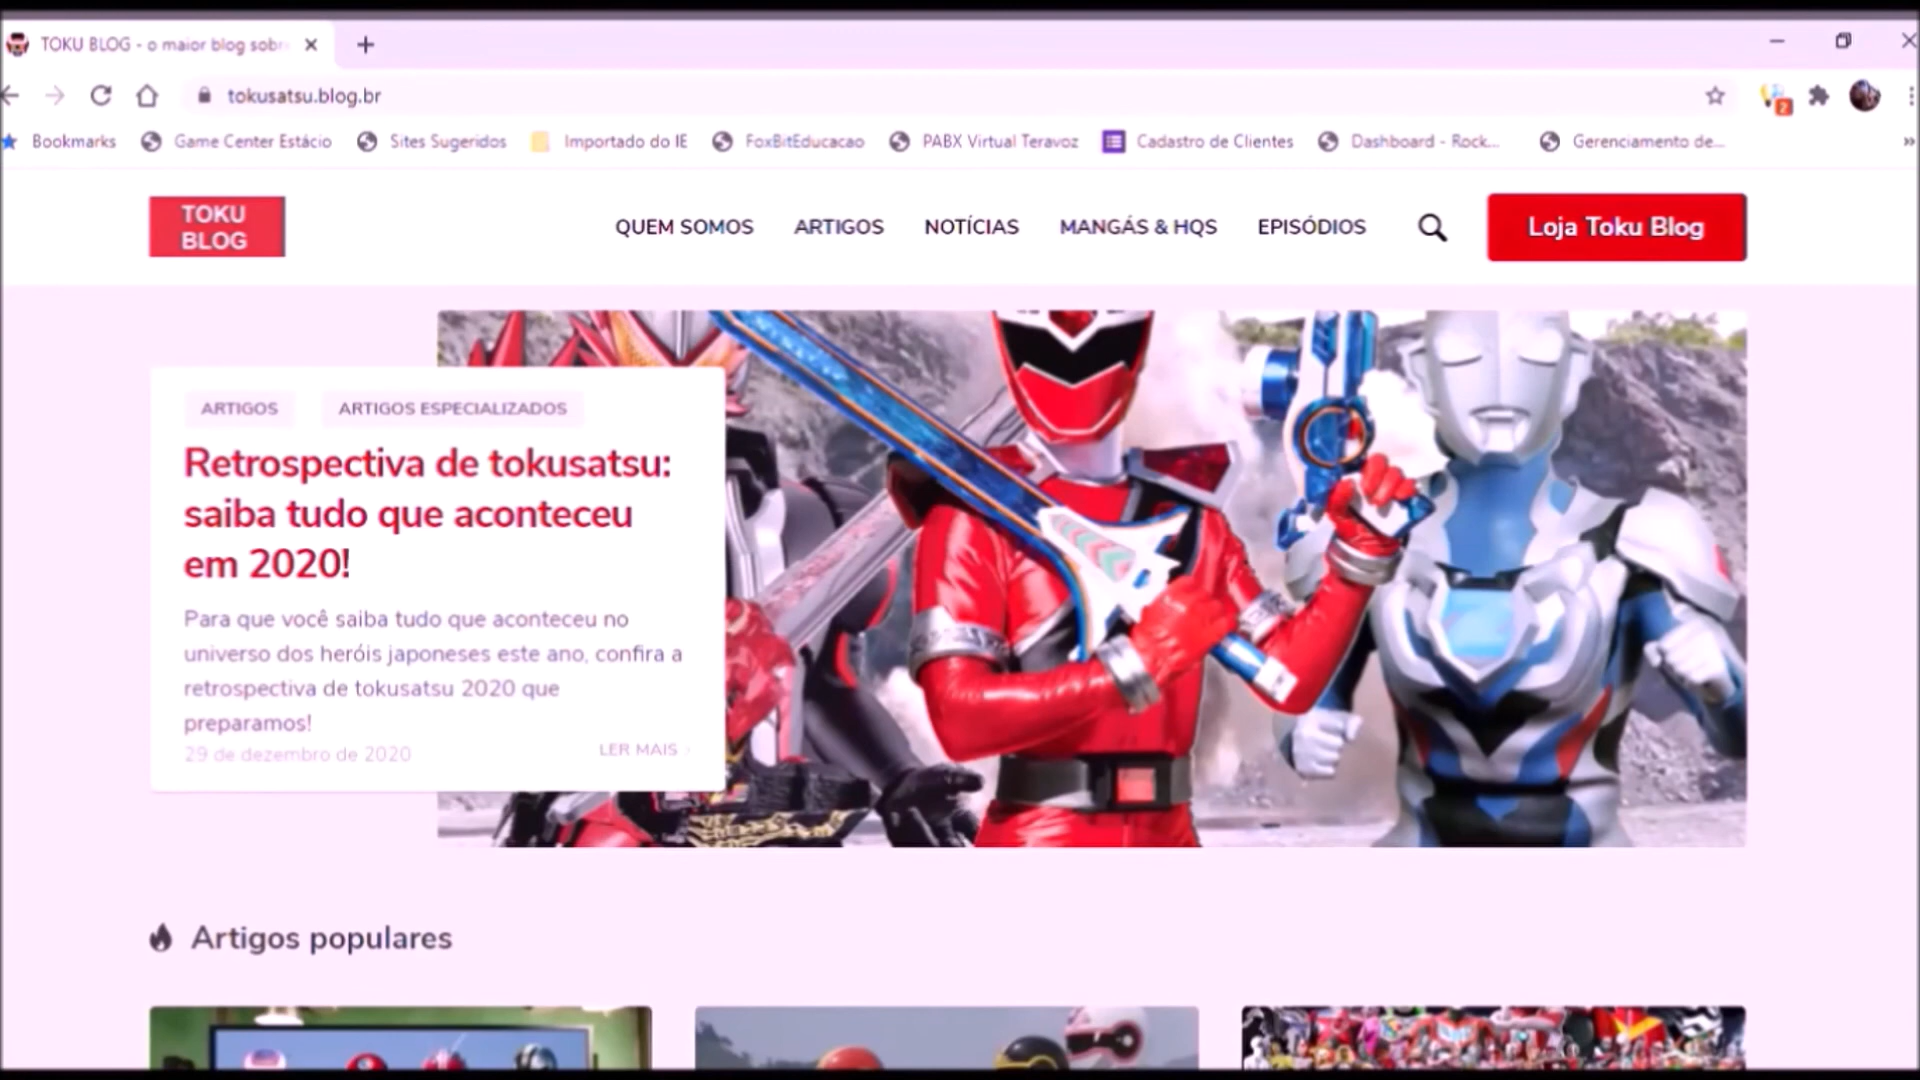 TOKU BLOG - o maior blog sobr
tokusatsu.blog.br
2
Bookmarks Game Center Estácio Sites Sugeridos Importado do IE FoxBitEducacao PABX Virtual Teravoz Cadastro de Clientes Dashboard - Rock... Gerenciamento de...
TOKU
BLOG
QUEM SOMOS ARTIGOS NOTÍCIAS MANGÁS & HQS EPISÓDIOS Loja Toku Blog
ARTIGOS ARTIGOS ESPECIALIZADOS
Retrospectiva de tokusatsu:
saiba tudo que aconteceu
em 2020!
Para que você saiba tudo que aconteceu no
universo dos heróis japoneses este ano, confira a
retrospectiva de tokusatsu 2020 que
preparamos!
29 de dezembro de 2020 LER MAIS
Artigos populares